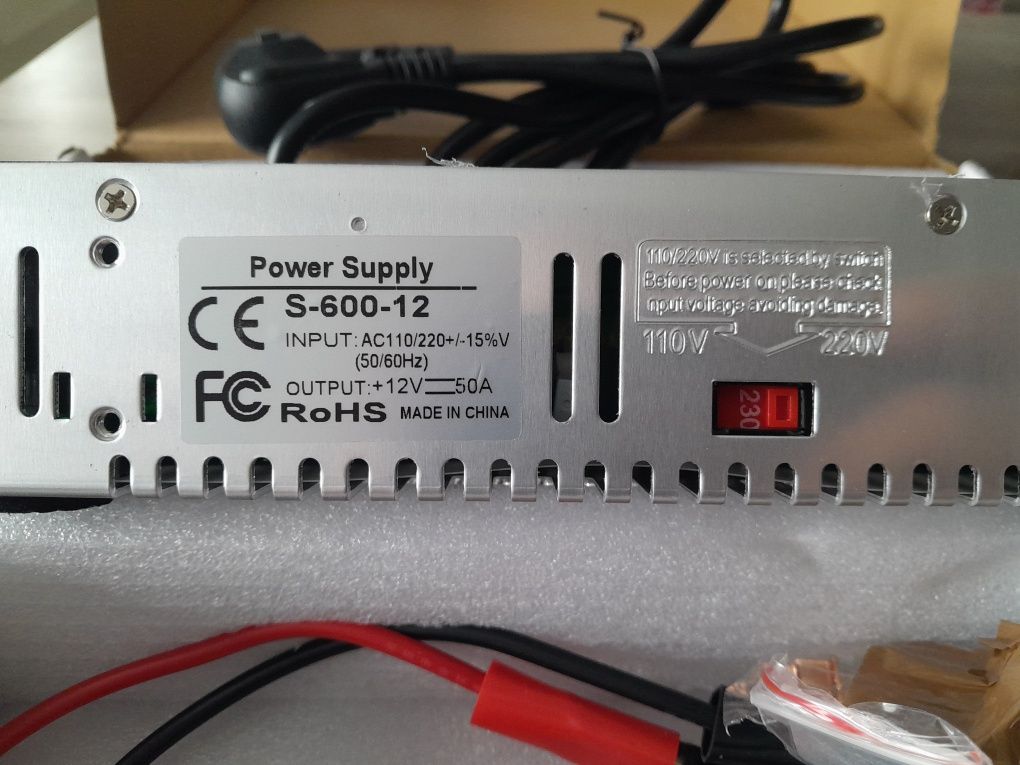 Power Supply
CE
S-600-12
INPUT: AC110/220+/-15%V
(50/60Hz)
FC
OUTPUT:+12V⎓50A
RoHS MADE IN CHINA
110/220V is selected by switch
Before power on please check
input voltage avoiding damage.
110V 220V
230